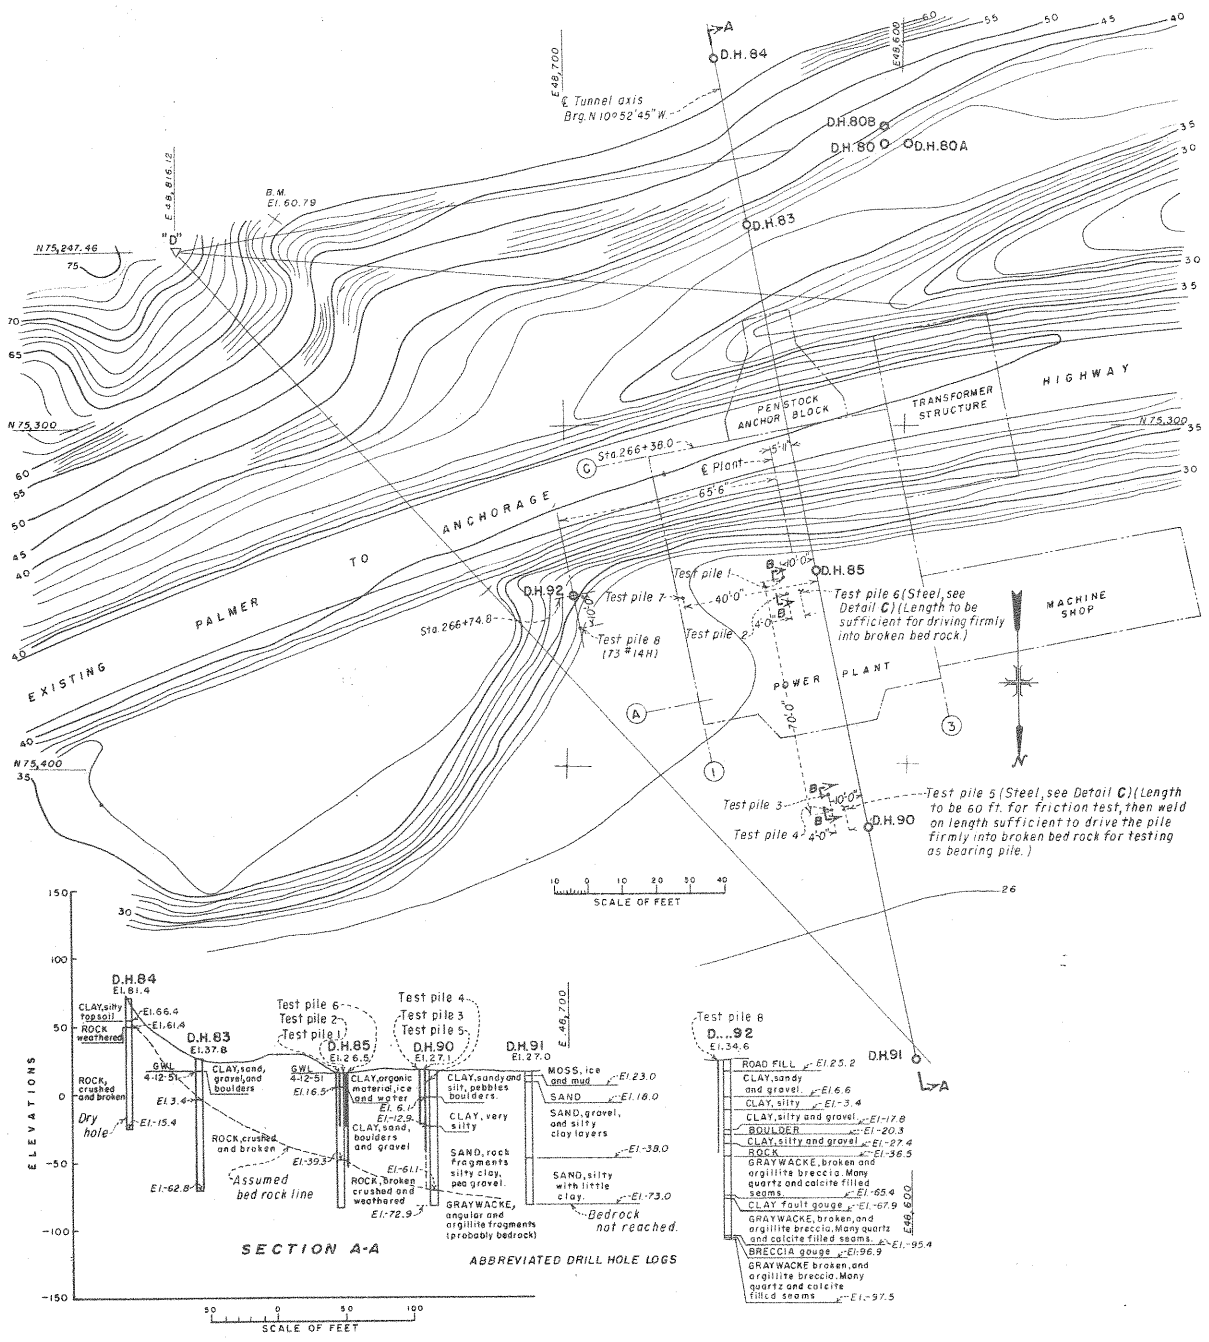 A
D.H.84
E 48,700
E 48,600
60
55
50
45
40
℄ Tunnel axis
Brg. N 10°52'45" W.
D.H.80B
D.H.80
D.H.80A
35
30
E 48,816.12
B.M.
El. 60.79
D.H.83
N 75,247.46
"D"
75
30
35
70
65
HIGHWAY
PENSTOCK
ANCHOR BLOCK
TRANSFORMER
STRUCTURE
N 75,300
N 75,300
35
Sta. 266+38.0
C
5'-11"
℄ Plant
65'-6"
30
60
55
50
45
40
ANCHORAGE
TO
PALMER
EXISTING
40
D.H.92
Sta. 266+74.8
Test pile 8
(73 #14H)
Test pile 7
Test pile 1
B
10'-0"
D.H.85
40'-0"
B
4'-0"
Test pile 2
Test pile 6 (Steel, see
Detail C) (Length to be
sufficient for driving firmly
into broken bed rock.)
MACHINE
SHOP
POWER PLANT
70'-0"
A
1
3
N
40
N 75,400
35
Test pile 3
B
10'-0"
B
Test pile 4
4'-0"
D.H.90
Test pile 5 (Steel, see Detail C) (Length
to be 60 ft. for friction test, then weld
on length sufficient to drive the pile
firmly into broken bed rock for testing
as bearing pile.)
30
10 0 10 20 30 40
SCALE OF FEET
26
D.H.91
A
ELEVATIONS
150
100
50
0
-50
-100
-150
D.H.84
El. 81.4
CLAY, silty
top soil
El. 66.4
El. 61.4
ROCK
weathered
ROCK,
crushed
and broken
Dry
hole
El.-15.4
D.H.83
El. 37.8
GWL
4-12-51
CLAY, sand,
gravel, and
boulders
El. 3.4
ROCK, crushed
and broken
El.-62.8
Assumed
bed rock line
Test pile 6
Test pile 2
Test pile 1
D.H.85
El. 26.5
GWL
4-12-51
El. 16.5
CLAY, organic
material, ice
and water
El. 6.1
El.-12.9
CLAY, sand,
boulders
and gravel
El.-39.3
ROCK, broken
crushed and
weathered
El.-72.9
Test pile 4
Test pile 3
Test pile 5
D.H.90
El. 27.1
CLAY, sandy and
silt, pebbles
boulders.
CLAY, very
silty
SAND, rock
fragments
silty clay,
pea gravel.
El.-61.1
GRAYWACKE,
angular and
argillite fragments
(probably bedrock)
E 48,700
D.H.91
El. 27.0
MOSS, ice
and mud
El. 23.0
SAND
El. 18.0
SAND, gravel,
and silty
clay layers
El.-38.0
SAND, silty
with little
clay.
El.-73.0
Bedrock
not reached.
Test pile 8
D....92
El. 34.6
ROAD FILL
El. 25.2
CLAY, sandy
and gravel
El. 6.6
CLAY, silty
El.-3.4
CLAY, silty and gravel
El.-17.8
BOULDER
El.-20.3
CLAY, silty and gravel
El.-27.4
ROCK
El.-36.5
GRAYWACKE, broken and
argillite breccia. Many
quartz and calcite filled
seams.
El.-65.4
CLAY fault gouge
El.-67.9
E 48,600
GRAYWACKE, broken, and
argillite breccia. Many quartz
and calcite filled seams.
El.-95.4
BRECCIA gouge
El.-96.9
GRAYWACKE broken, and
argillite breccia. Many
quartz and calcite
filled seams
El.-97.5
SECTION A-A
ABBREVIATED DRILL HOLE LOGS
50 0 50 100
SCALE OF FEET